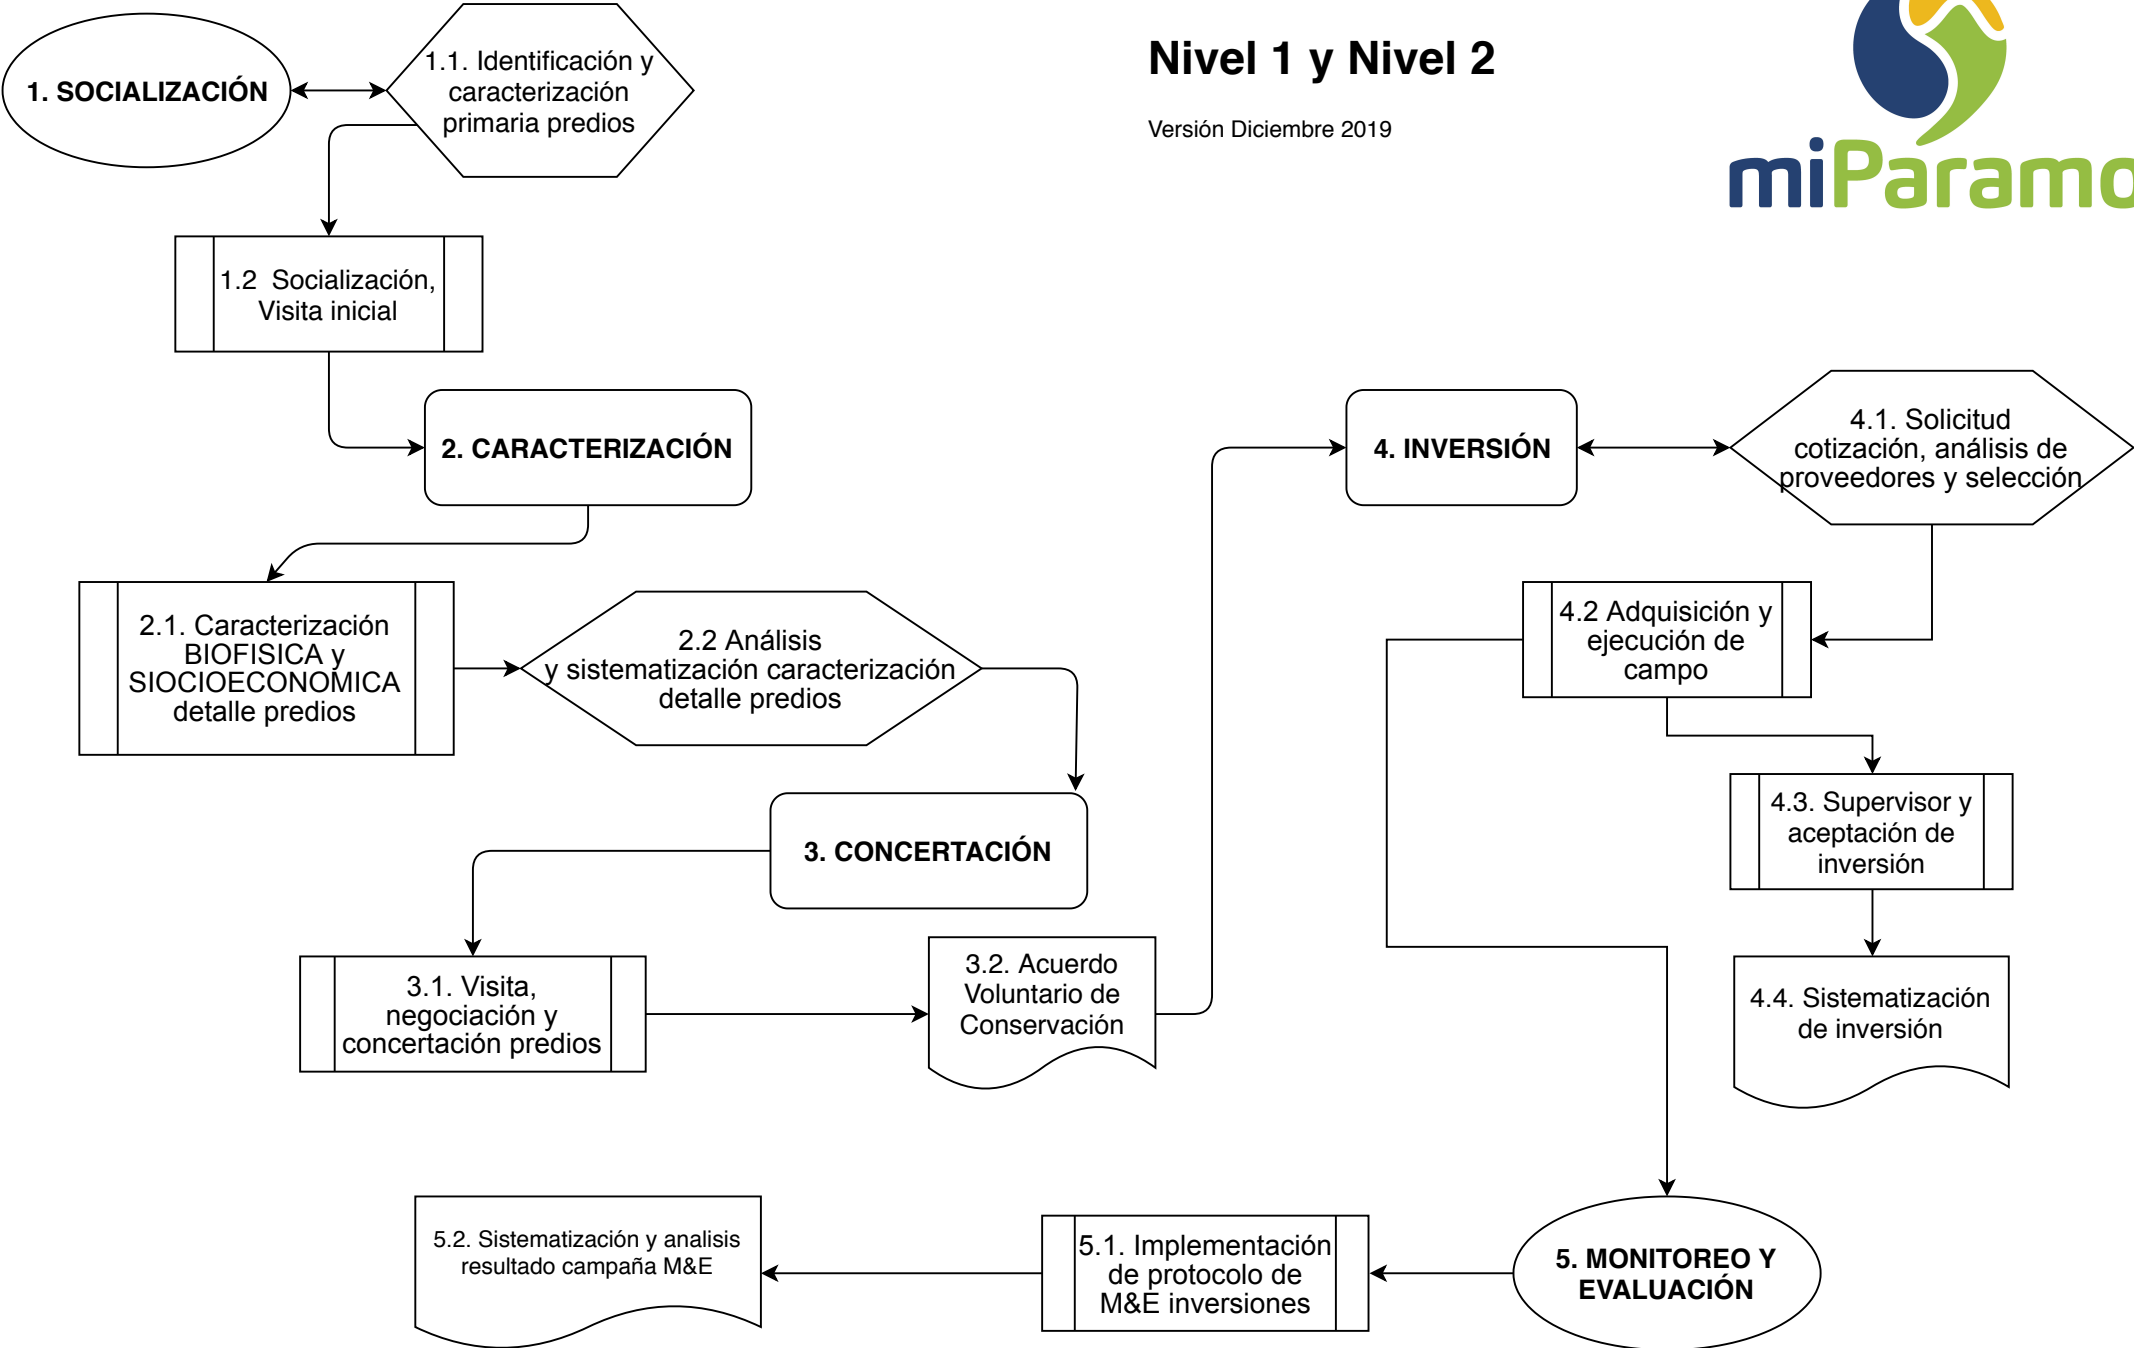 Nivel 1 y Nivel 2
Versión Diciembre 2019
miParamo
1. SOCIALIZACIÓN
1.1. Identificación y
caracterización
primaria predios
1.2  Socialización,
Visita inicial
2. CARACTERIZACIÓN
2.1. Caracterización
BIOFISICA y
SIOCIOECONOMICA
detalle predios
2.2 Análisis
y sistematización caracterización
detalle predios
3. CONCERTACIÓN
3.1. Visita,
negociación y
concertación predios
3.2. Acuerdo
Voluntario de
Conservación
4. INVERSIÓN
4.1. Solicitud
cotización, análisis de
proveedores y selección
4.2 Adquisición y
ejecución de
campo
4.3. Supervisor y
aceptación de
inversión
4.4. Sistematización
de inversión
5. MONITOREO Y
EVALUACIÓN
5.1. Implementación
de protocolo de
M&E inversiones
5.2. Sistematización y analisis
resultado campaña M&E